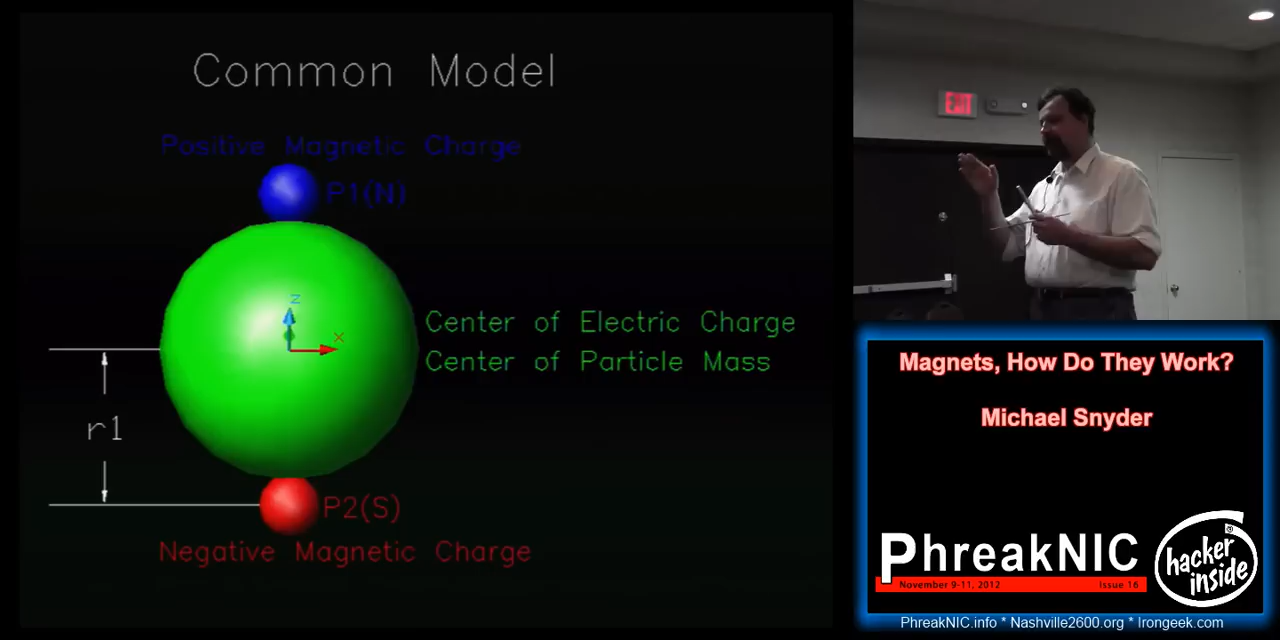 Common Model
Positive Magnetic Charge
P1(N)
z
x
Center of Electric Charge
Center of Particle Mass
r1
P2(S)
Negative Magnetic Charge
EXIT
Magnets, How Do They Work?
Michael Snyder
PhreakNIC
November 9-11, 2012 Issue 16
hacker
inside
PhreakNIC.info * Nashville2600.org * Irongeek.com